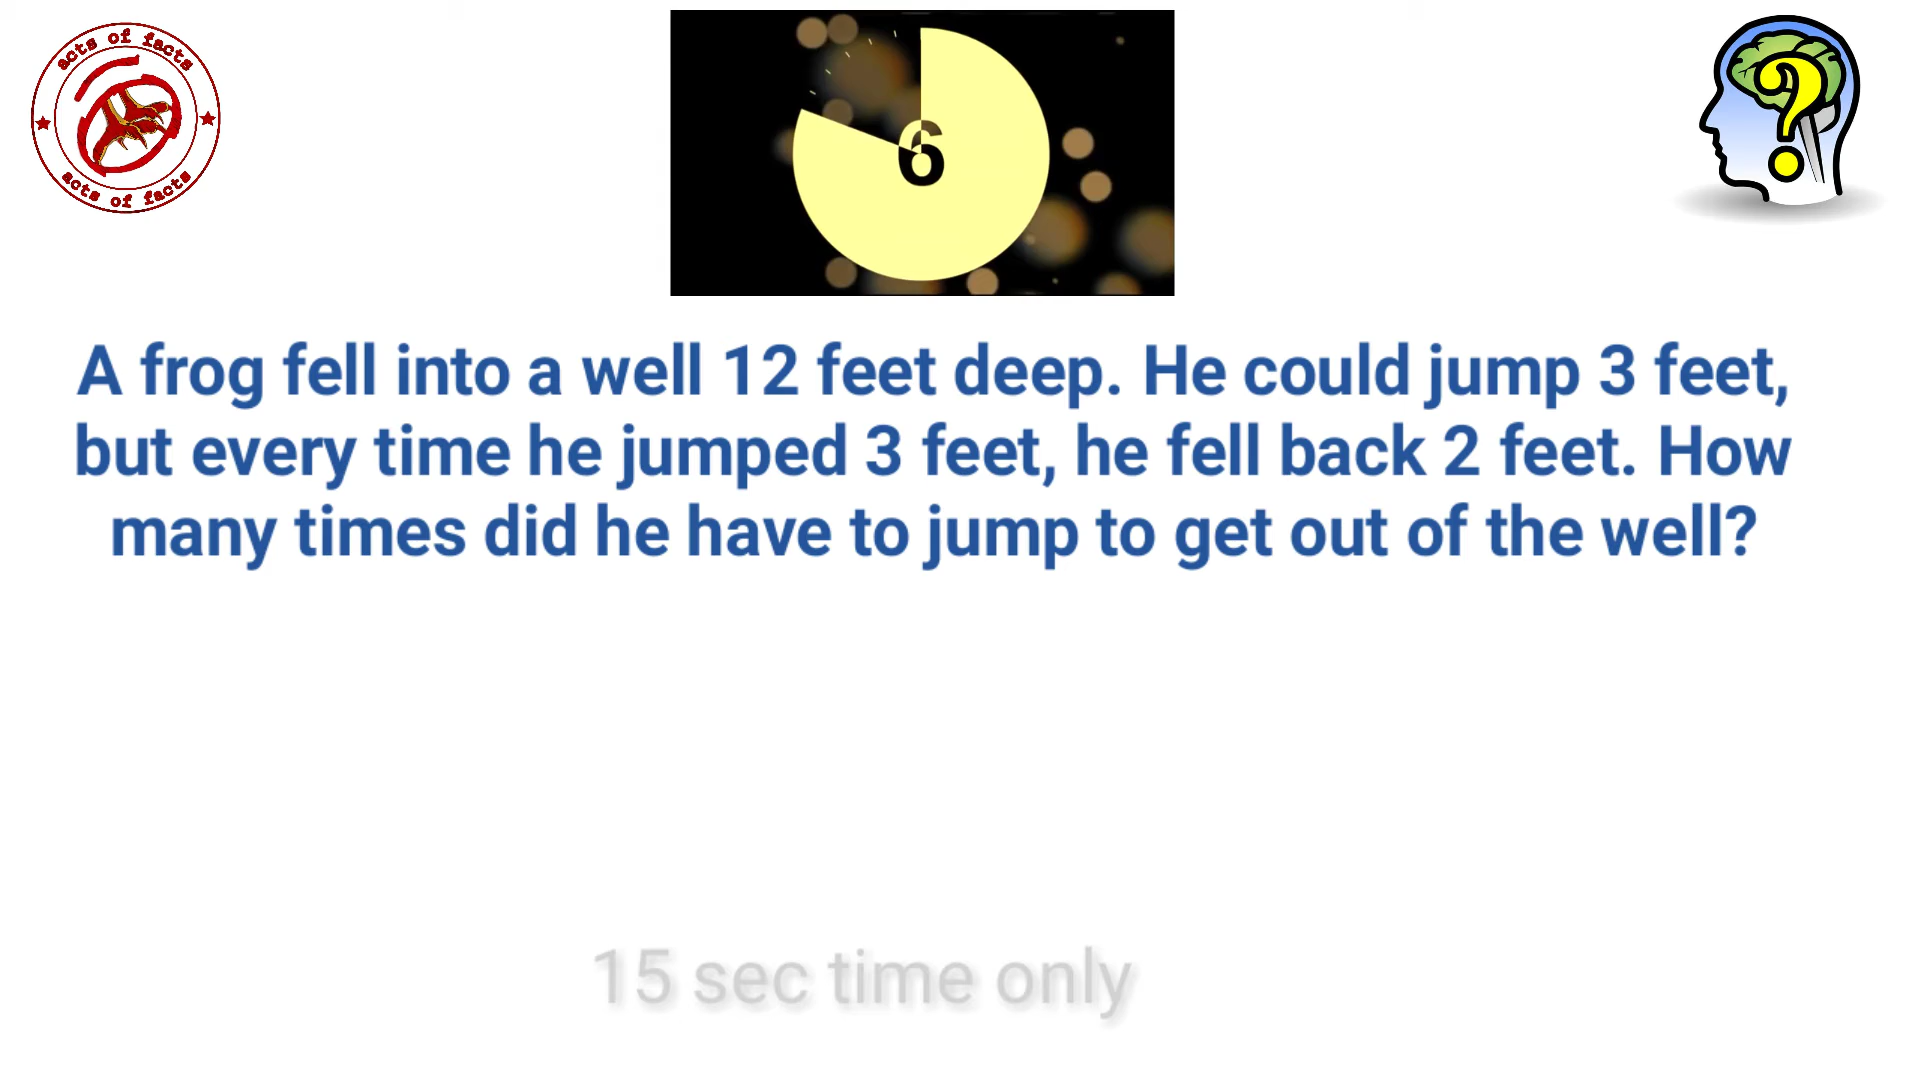 acts of facts
acts of facts
6
?
A frog fell into a well 12 feet deep. He could jump 3 feet,
but every time he jumped 3 feet, he fell back 2 feet. How
many times did he have to jump to get out of the well?
15 sec time only